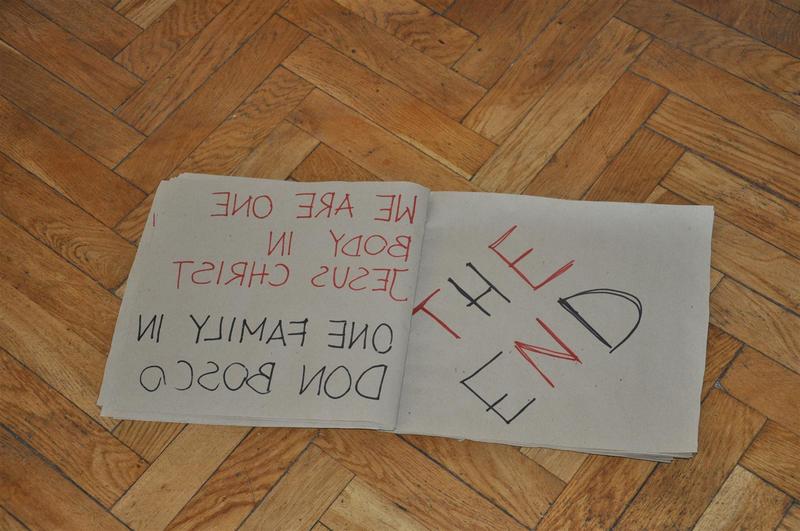 WE ARE ONE
BODY IN
JESUS CHRIST
ONE FAMILY IN
DON BOSCO
THE
END